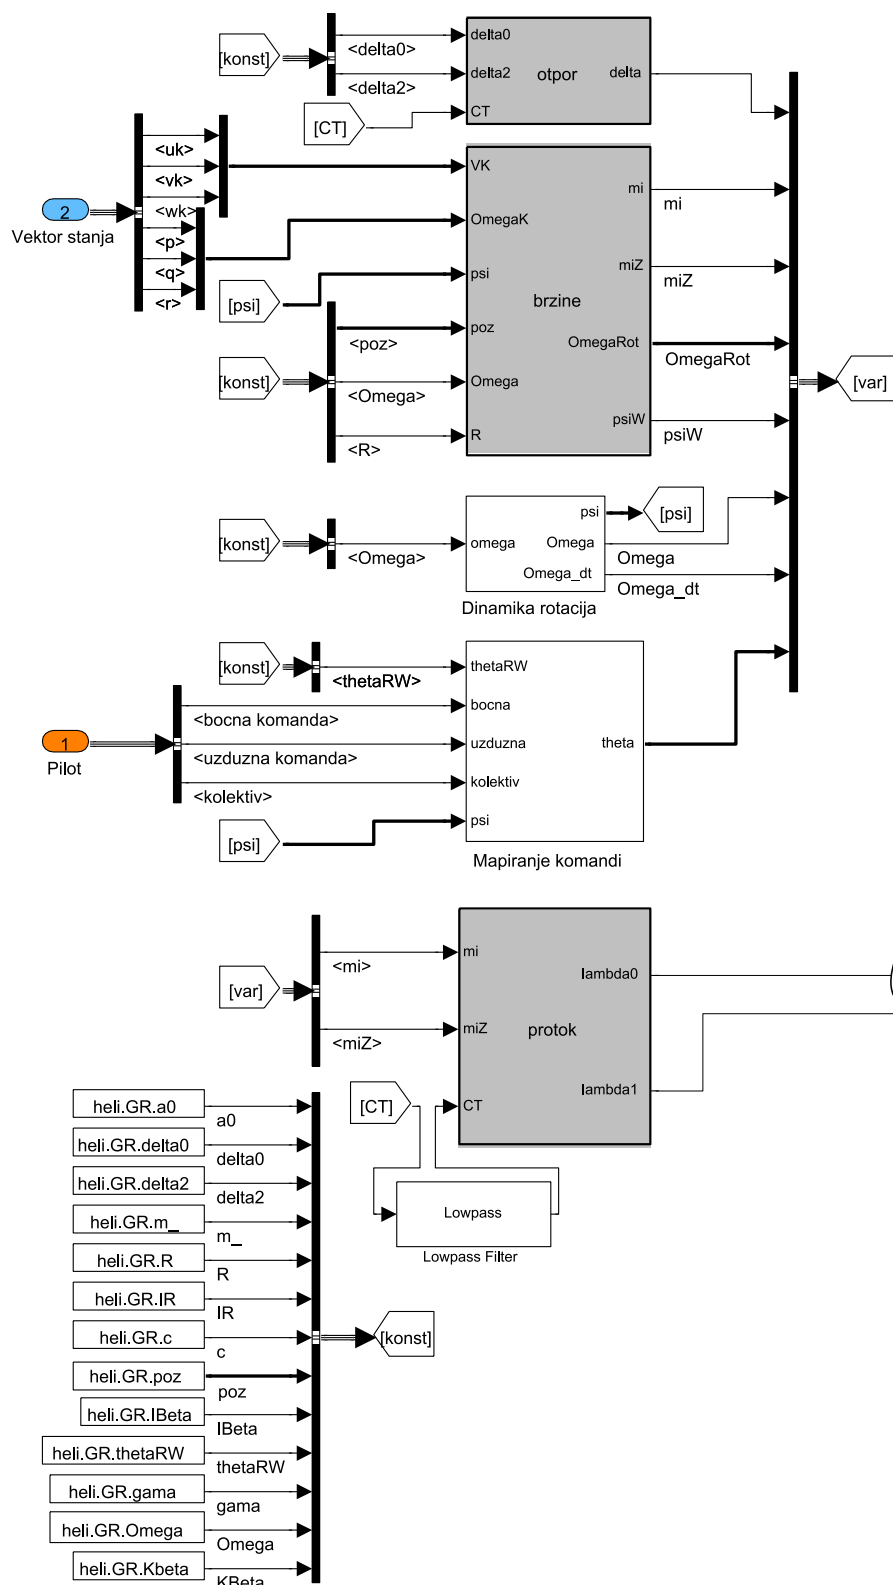 [konst]
<delta0>
<delta2>
[CT]
delta0
delta2
CT
otpor
delta
2
Vektor stanja
<uk>
<vk>
<wk>
<p>
<q>
<r>
[psi]
[konst]
<poz>
<Omega>
<R>
VK
OmegaK
psi
poz
Omega
R
brzine
mi
miZ
OmegaRot
psiW
mi
miZ
OmegaRot
psiW
[var]
[konst]
<Omega>
omega
psi
Omega
Omega_dt
Dinamika rotacija
[psi]
Omega
Omega_dt
[konst]
<thetaRW>
1
Pilot
<bocna komanda>
<uzduzna komanda>
<kolektiv>
[psi]
thetaRW
bocna
uzduzna
kolektiv
psi
theta
Mapiranje komandi
[var]
<mi>
<miZ>
mi
miZ
CT
protok
lambda0
lambda1
[CT]
Lowpass
Lowpass Filter
heli.GR.a0
a0
heli.GR.delta0
delta0
heli.GR.delta2
delta2
heli.GR.m_
m_
heli.GR.R
R
heli.GR.IR
IR
heli.GR.c
c
heli.GR.poz
poz
heli.GR.IBeta
IBeta
heli.GR.thetaRW
thetaRW
heli.GR.gama
gama
heli.GR.Omega
Omega
heli.GR.Kbeta
KBeta
[konst]